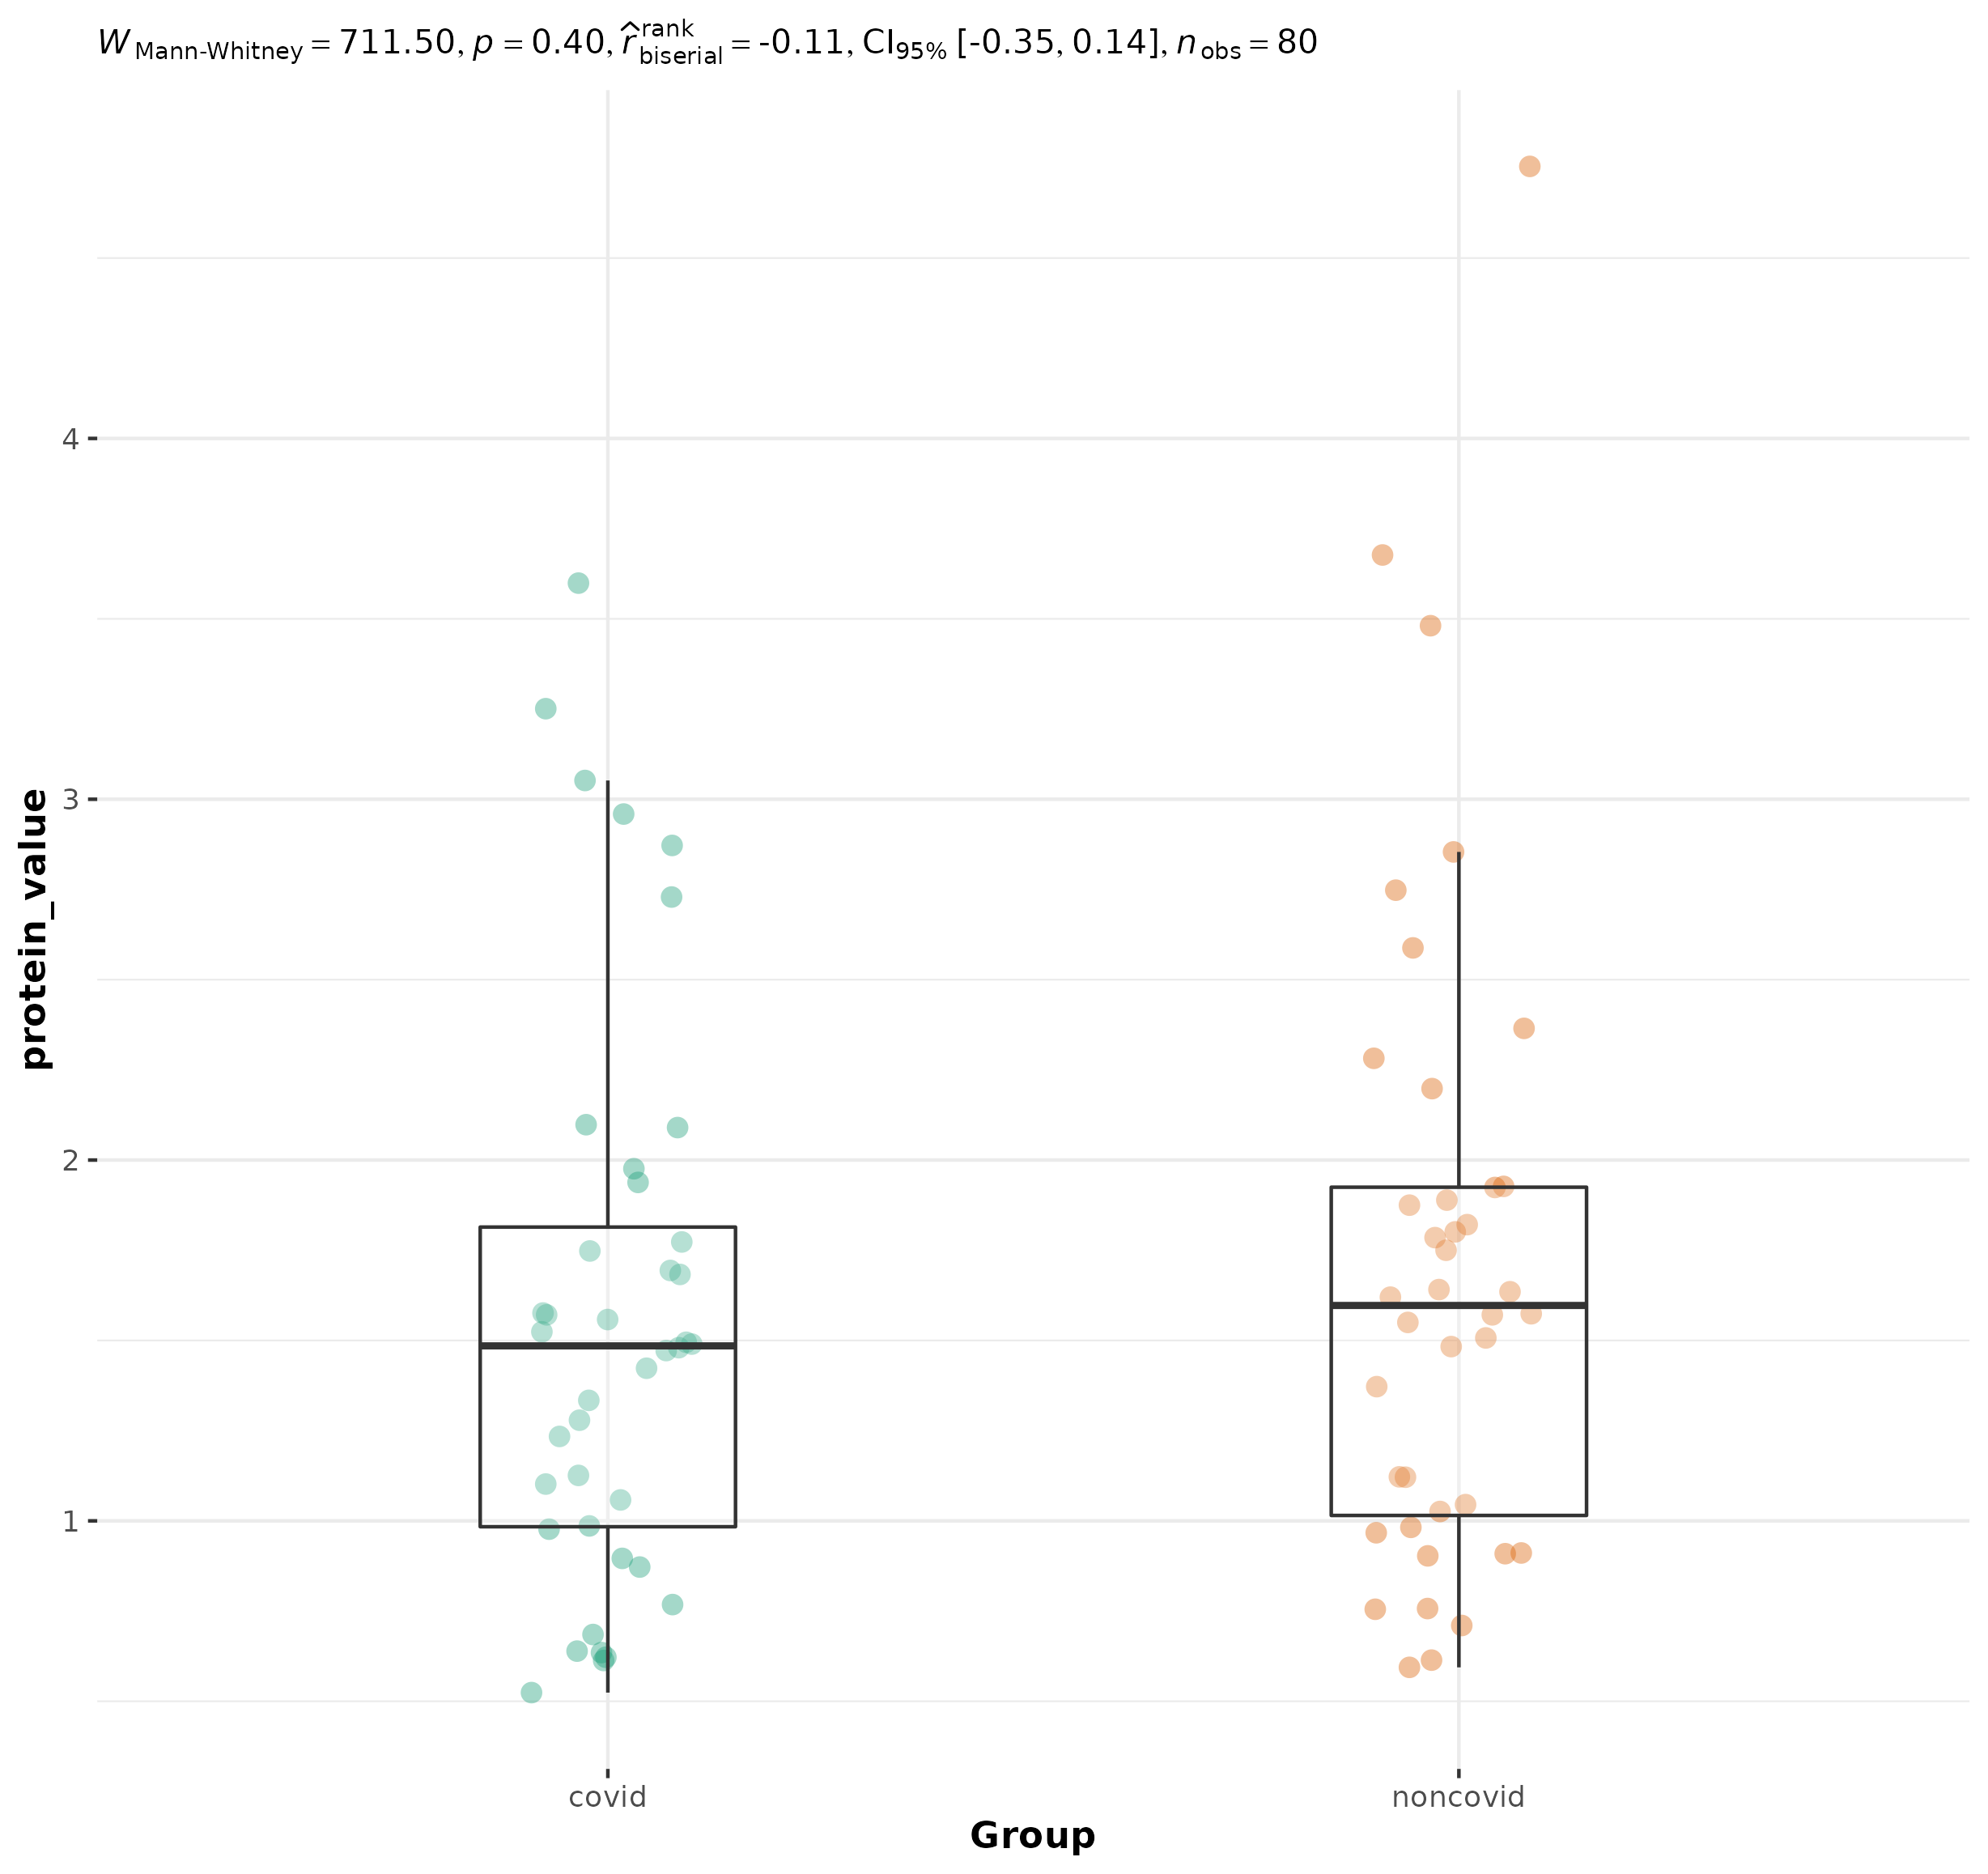 W Mann-Whitney = 711.50, p = 0.40, r̂ rank biserial = -0.11, CI95% [-0.35, 0.14], n obs = 80
4
3
2
1
protein_value
covid noncovid
Group